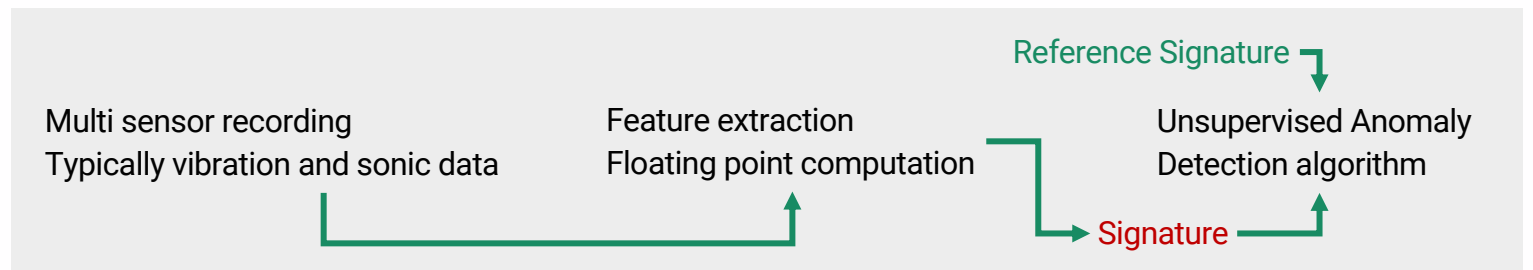 Multi sensor recording
Typically vibration and sonic data
Feature extraction
Floating point computation
Reference Signature
Unsupervised Anomaly
Detection algorithm
Signature